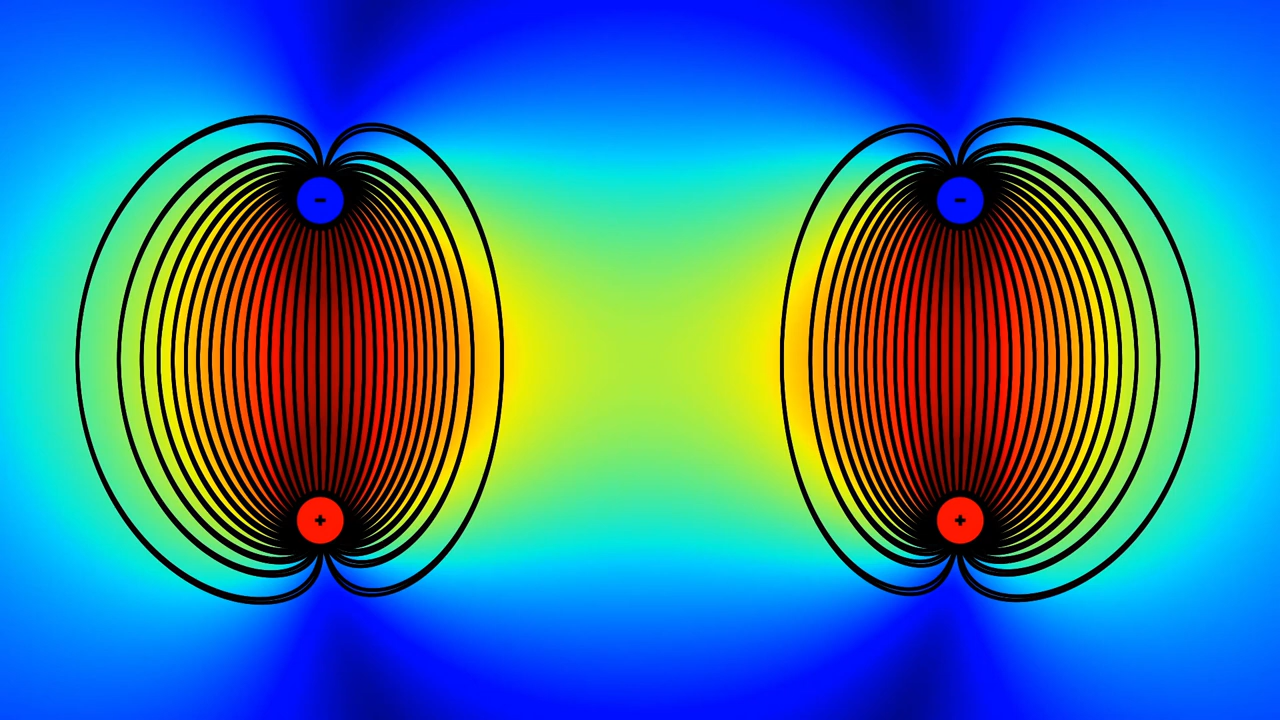 - -
+ +